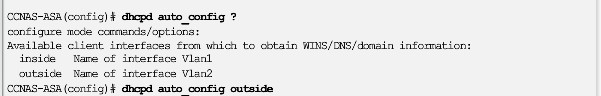 CCNAS-ASA(config)# dhcpd auto_config ?
configure mode commands/options:
Available client interfaces from which to obtain WINS/DNS/domain information:
  inside   Name of interface Vlan1
  outside  Name of interface Vlan2
CCNAS-ASA(config)# dhcpd auto_config outside